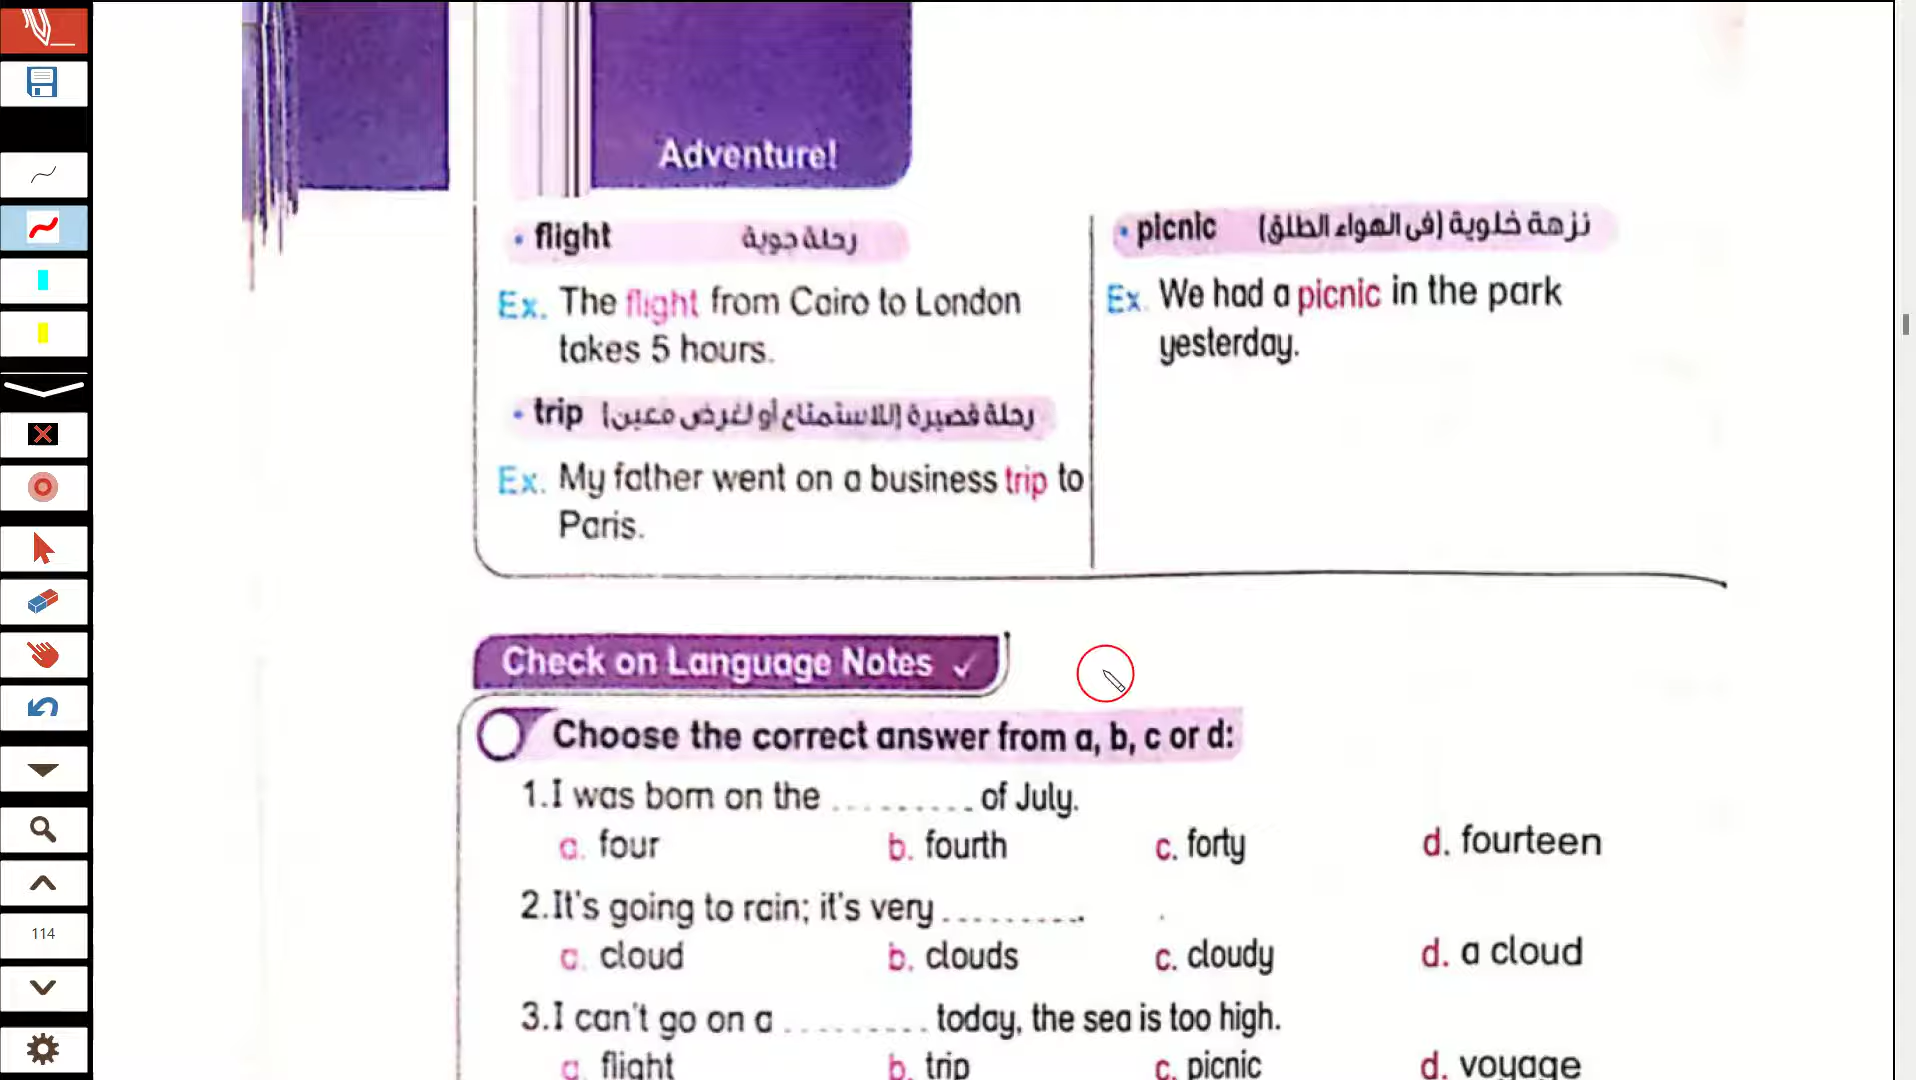 Adventure!
• flight رحلة جوية
Ex. The flight from Cairo to London
takes 5 hours.
• trip رحلة قصيرة (للاستمتاع أو لغرض معين)
Ex. My father went on a business trip to
Paris.
• picnic نزهة خلوية (في الهواء الطلق)
Ex. We had a picnic in the park
yesterday.
Check on Language Notes ✓
Choose the correct answer from a, b, c or d:
1. I was born on the .......... of July.
a. four b. fourth c. forty d. fourteen
2. It's going to rain; it's very ..........
a. cloud b. clouds c. cloudy d. a cloud
3. I can't go on a .......... today, the sea is too high.
a. flight b. trip c. picnic d. voyage
114